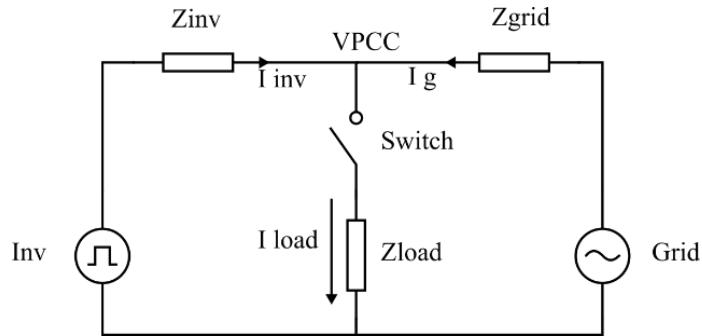 Zinv
Zgrid
VPCC
I inv
I g
Switch
I load
Zload
Inv
Grid